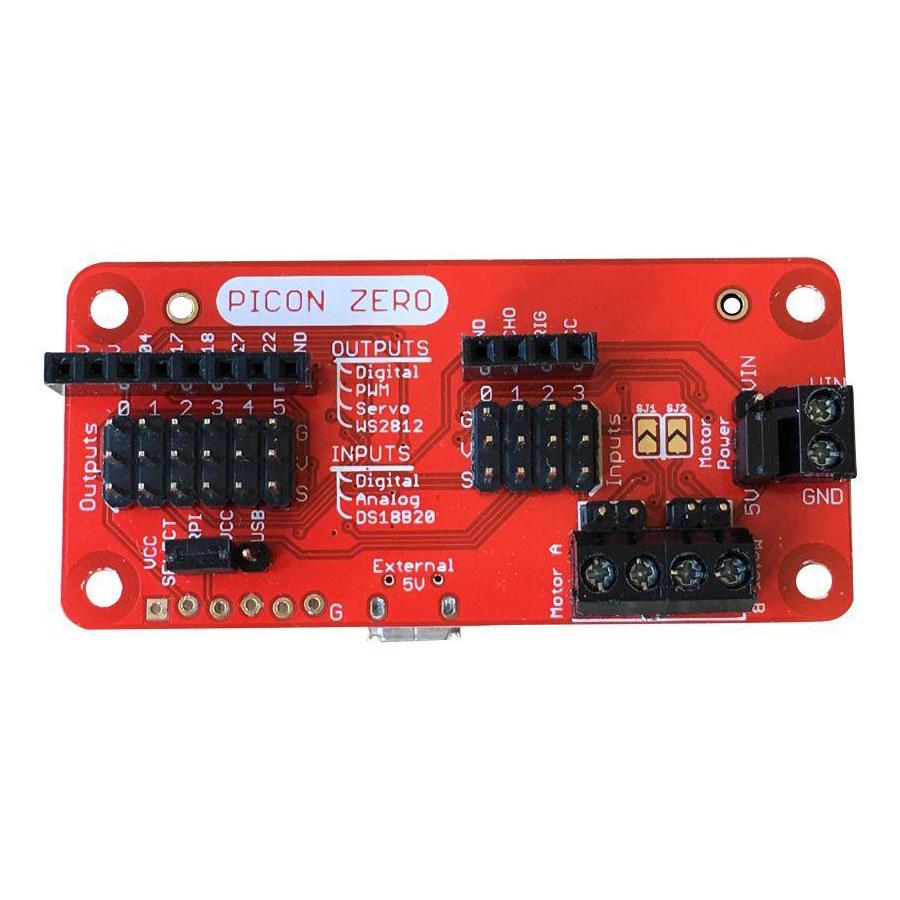 PICON ZERO
04
17
18
27
22
0 1 2 3 4 5
Outputs
G
V
S
OUTPUTS
Digital
PWM
Servo
WS2812
INPUTS
Digital
Analog
DS18B20
0 1 2 3
G
V
S
Inputs
SJ1 SJ2
Motor
Power
VIN
5V
GND
VCC
SELECT
RPI
VCC
USB
External
5V
G
Motor A
B